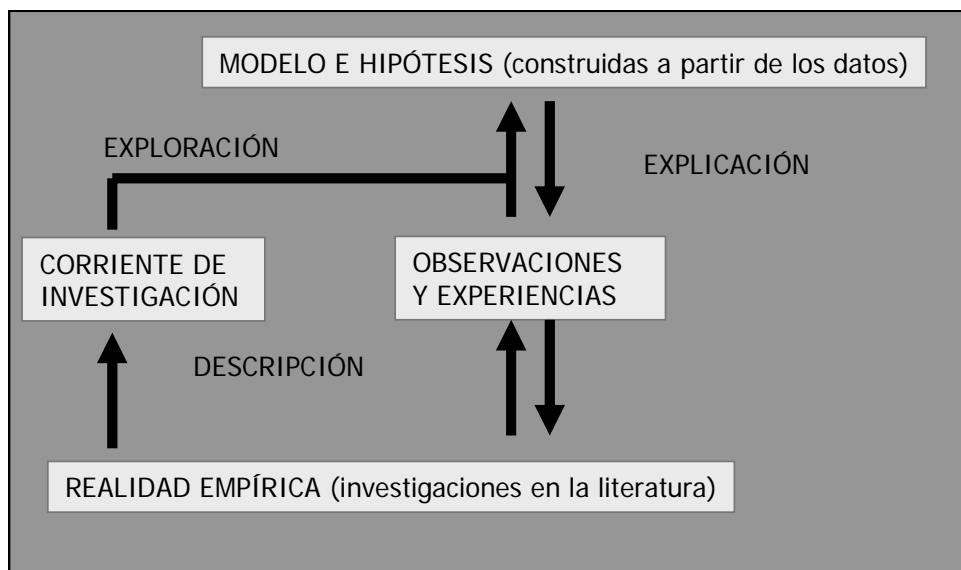 MODELO E HIPÓTESIS (construidas a partir de los datos)
EXPLORACIÓN
EXPLICACIÓN
CORRIENTE DE
INVESTIGACIÓN
OBSERVACIONES
Y EXPERIENCIAS
DESCRIPCIÓN
REALIDAD EMPÍRICA (investigaciones en la literatura)